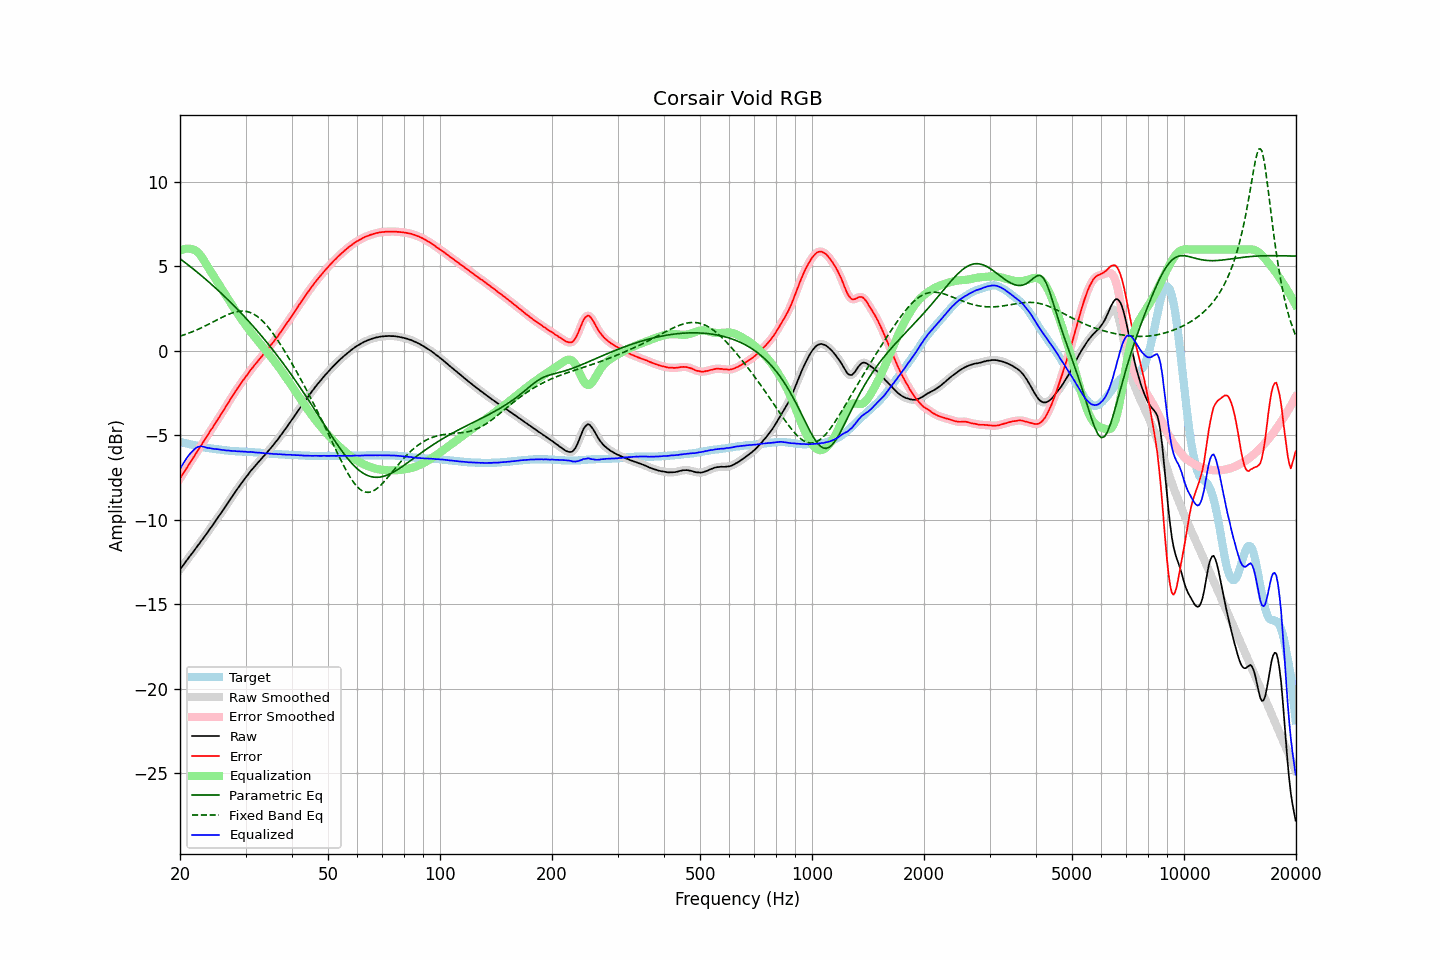 Corsair Void RGB
Amplitude (dBr)
10
5
0
−5
−10
−15
−20
−25
Target
Raw Smoothed
Error Smoothed
Raw
Error
Equalization
Parametric Eq
Fixed Band Eq
Equalized
20 50 100 200 500 1000 2000 5000 10000 20000
Frequency (Hz)